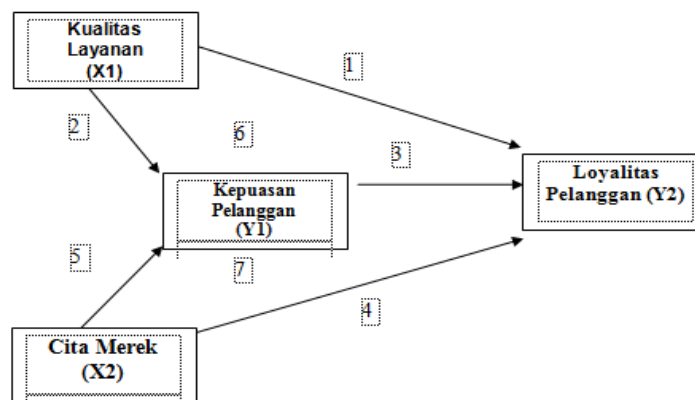 Kualitas
Layanan
(X1)
1
2
6
3
Kepuasan
Pelanggan
(Y1)
Loyalitas
Pelanggan (Y2)
5
7
4
Cita Merek
(X2)